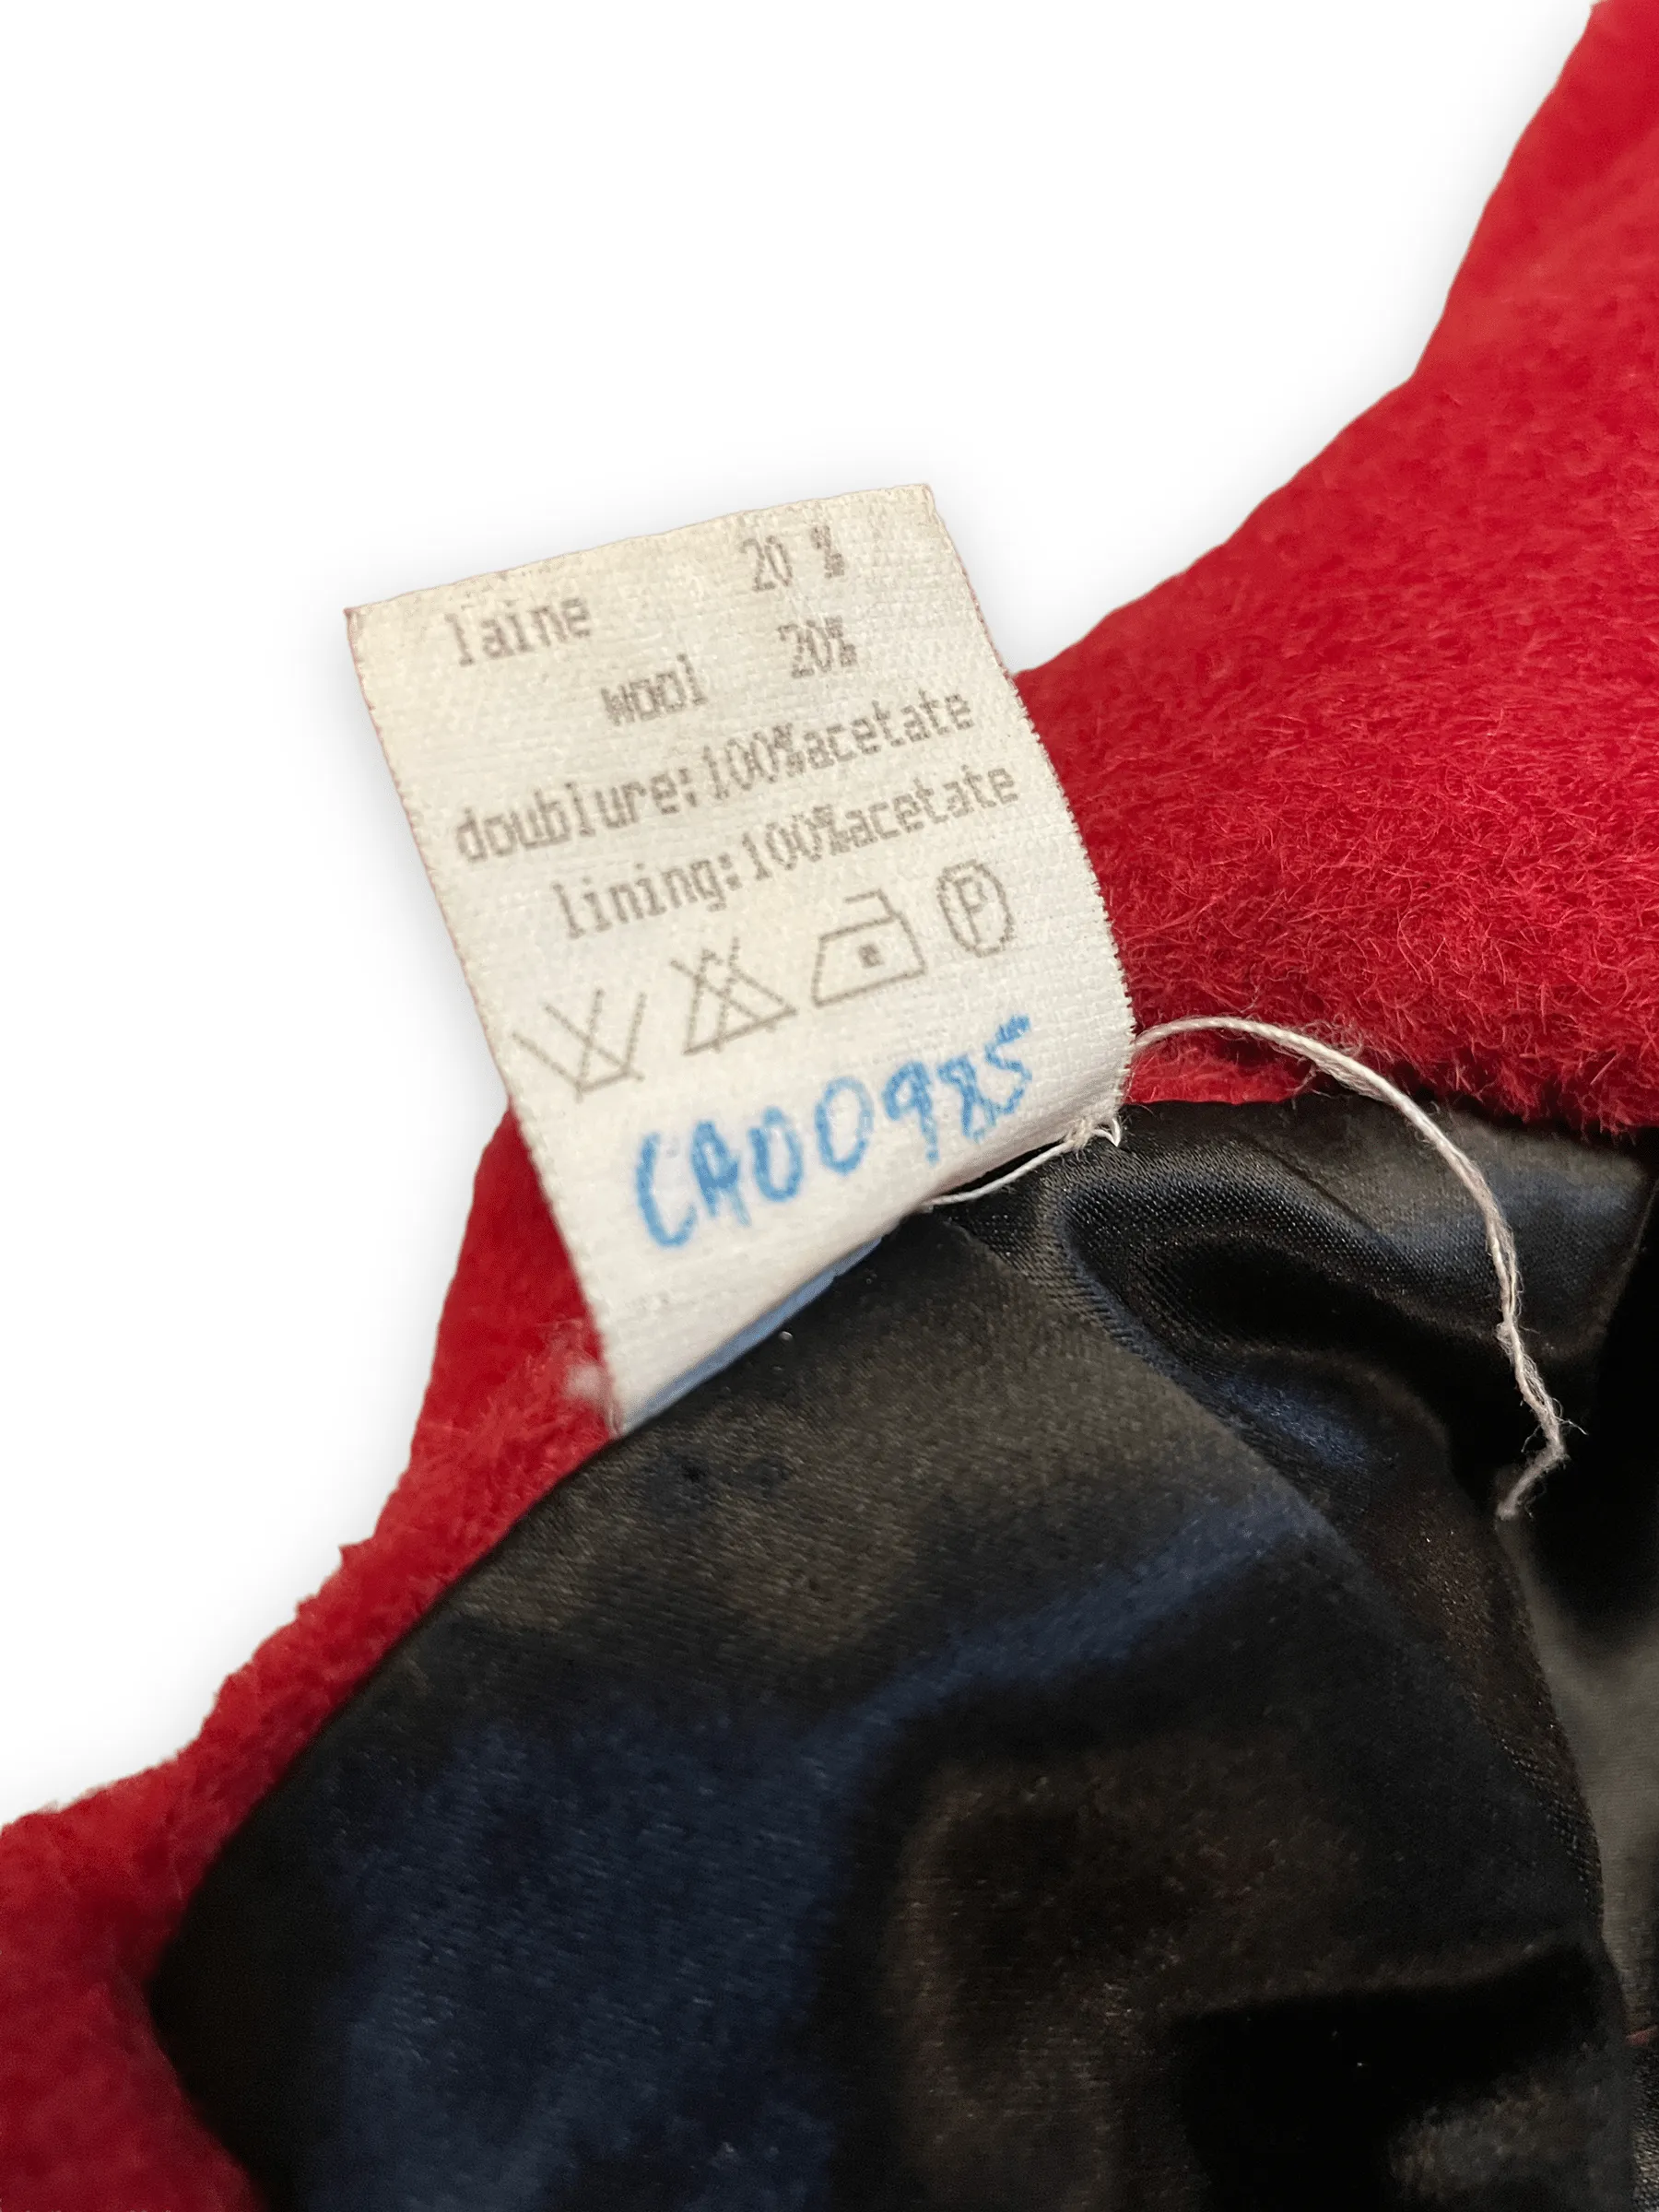 laine 20 %
wool 20%
doublure:100%acetate
lining:100%acetate
P
CA00985